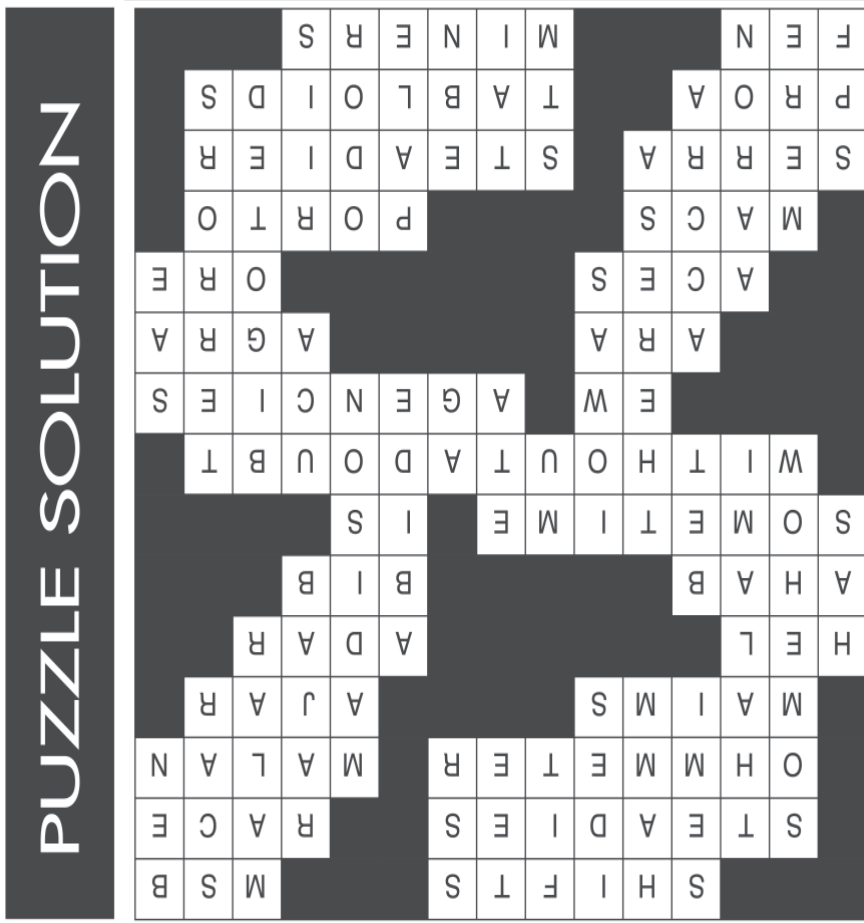 PUZZLE SOLUTION
SHIFTS MSB
STEADIES RACE
OHMMETER MALAN
MAIMS AJAR
HEL ADAR
AHAB BIB
SOMETIME IS
WITHOUTADOUBT
EW AGENCIES
ARA AGRA
ACES ORE
MACS PORTO
SERRA STEADIER
PROA TABLOIDS
FEN MINERS